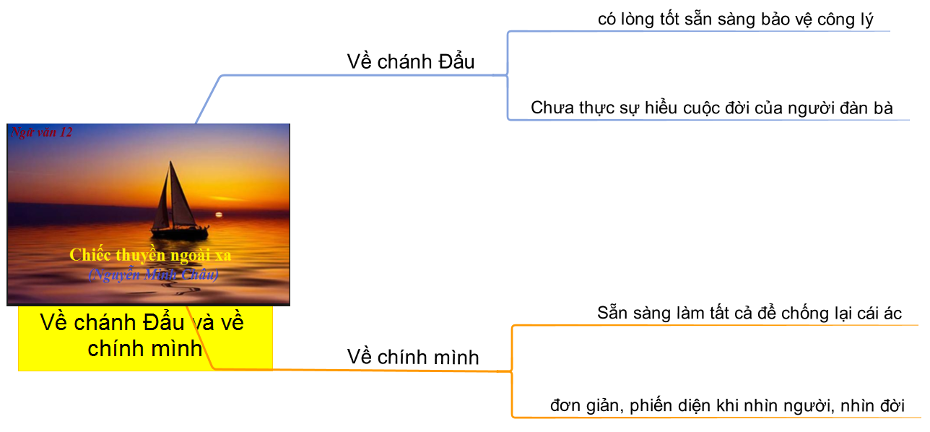 có lòng tốt sẵn sàng bảo vệ công lý
Về chánh Đẩu
Chưa thực sự hiểu cuộc đời của người đàn bà
Ngữ văn 12
Chiếc thuyền ngoài xa
(Nguyễn Minh Châu)
Về chánh Đẩu và về
chính mình
Sẵn sàng làm tất cả để chống lại cái ác
Về chính mình
đơn giản, phiến diện khi nhìn người, nhìn đời